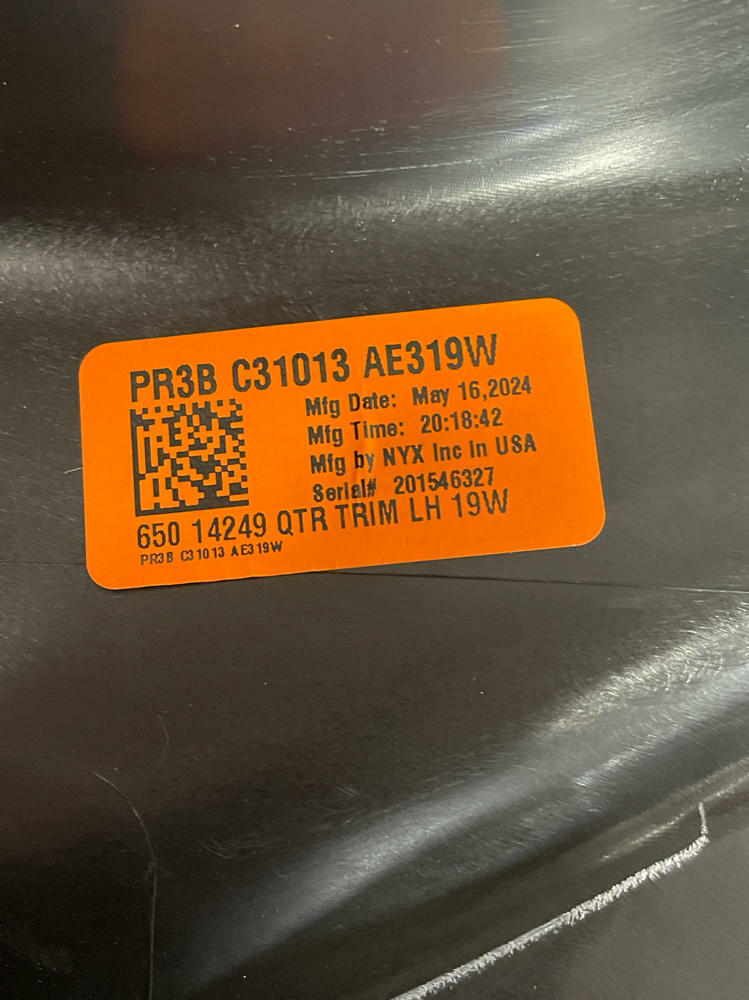 PR3B C31013 AE319W
Mfg Date: May 16,2024
Mfg Time: 20:18:42
Mfg by NYX Inc in USA
Serial# 201546327
650 14249 QTR TRIM LH 19W
PR3B C31013 AE319W